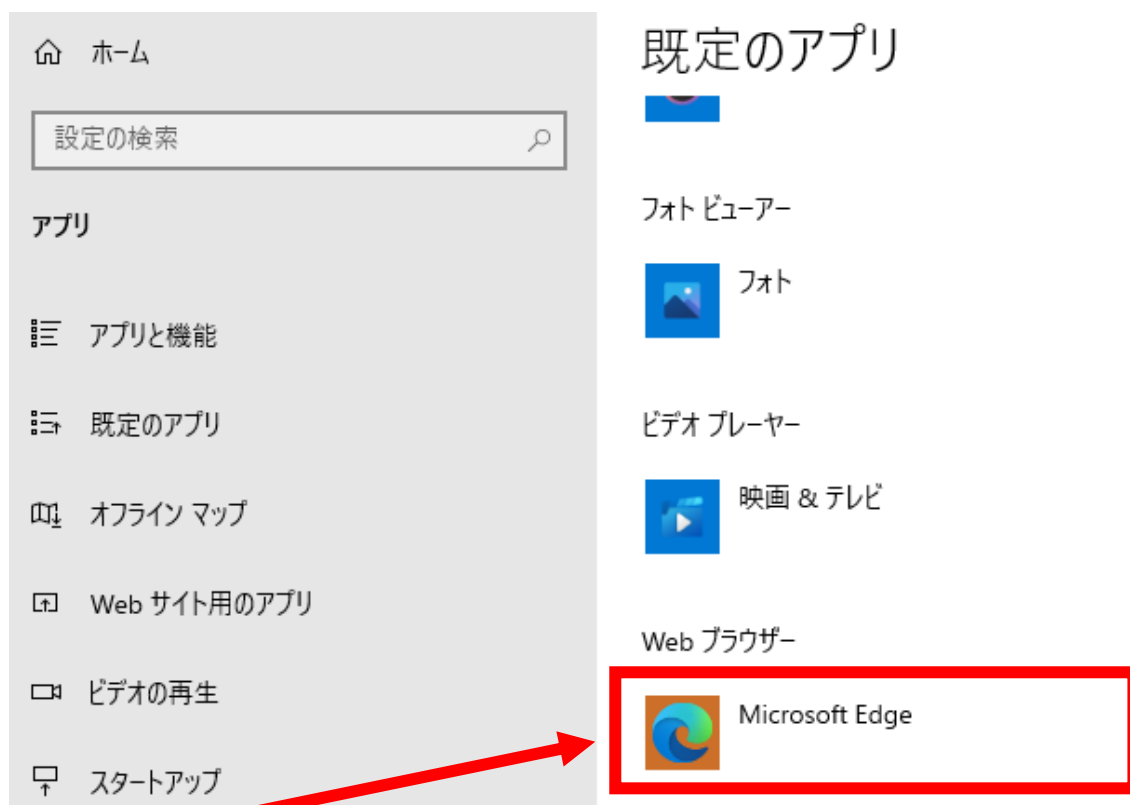 ホーム
設定の検索
アプリ
アプリと機能
既定のアプリ
オフライン マップ
Web サイト用のアプリ
ビデオの再生
スタートアップ
既定のアプリ
フォト ビューアー
フォト
ビデオ プレーヤー
映画 & テレビ
Web ブラウザー
Microsoft Edge